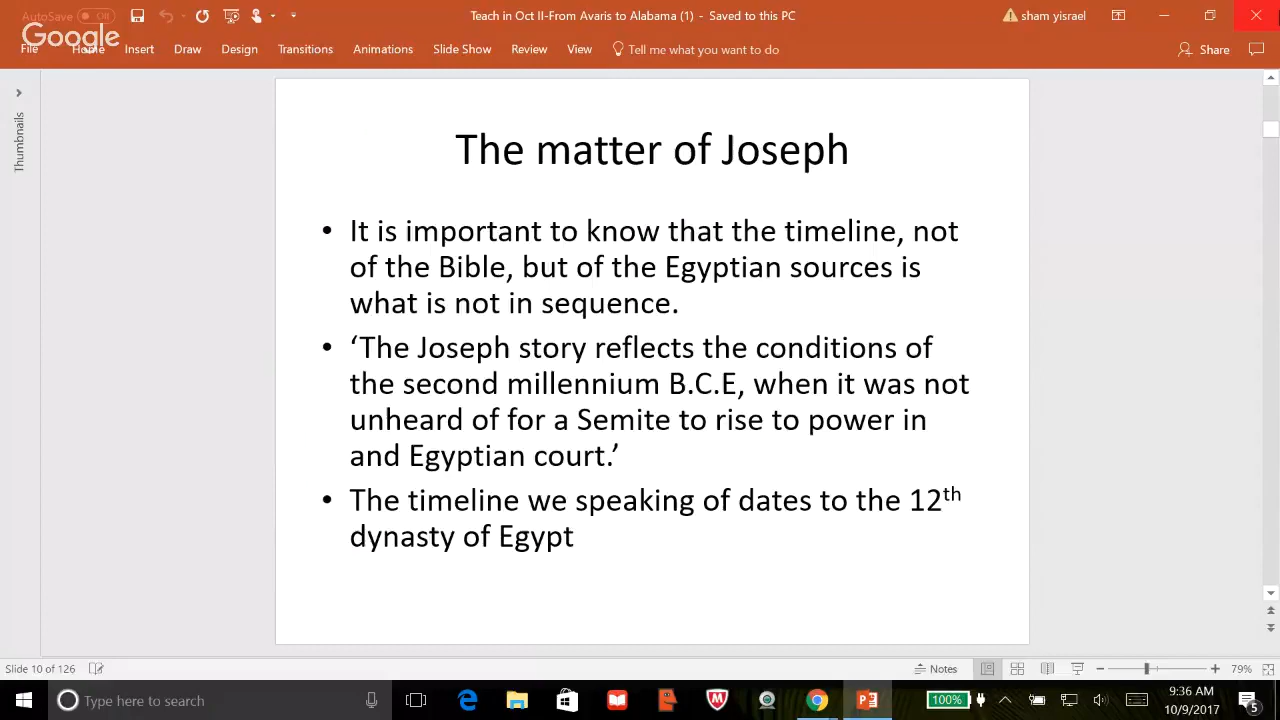 AutoSave Off
Teach in Oct II-From Avaris to Alabama (1) - Saved to this PC
sham yisrael
Google
File Home Insert Draw Design Transitions Animations Slide Show Review View Tell me what you want to do Share
Thumbnails
The matter of Joseph
• It is important to know that the timeline, not
of the Bible, but of the Egyptian sources is
what is not in sequence.
• ‘The Joseph story reflects the conditions of
the second millennium B.C.E, when it was not
unheard of for a Semite to rise to power in
and Egyptian court.’
• The timeline we speaking of dates to the 12th
dynasty of Egypt
Slide 10 of 126
Notes
79%
Type here to search
100%
9:36 AM
10/9/2017
5